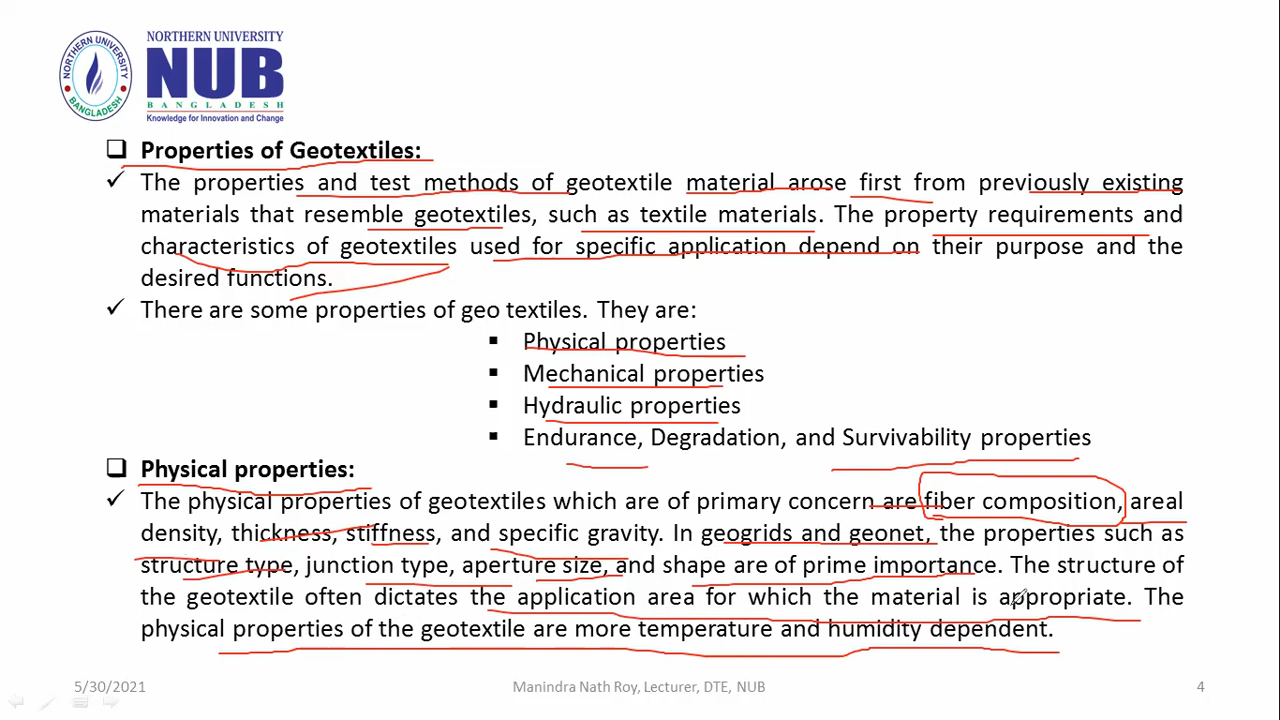 NORTHERN UNIVERSITY
NORTHERN UNIVERSITY
NUB
BANGLADESH
BANGLADESH
Knowledge for Innovation and Change
Properties of Geotextiles:
The properties and test methods of geotextile material arose first from previously existing
materials that resemble geotextiles, such as textile materials. The property requirements and
characteristics of geotextiles used for specific application depend on their purpose and the
desired functions.
There are some properties of geo textiles. They are:
Physical properties
Mechanical properties
Hydraulic properties
Endurance, Degradation, and Survivability properties
Physical properties:
The physical properties of geotextiles which are of primary concern are fiber composition, areal
density, thickness, stiffness, and specific gravity. In geogrids and geonet, the properties such as
structure type, junction type, aperture size, and shape are of prime importance. The structure of
the geotextile often dictates the application area for which the material is appropriate. The
physical properties of the geotextile are more temperature and humidity dependent.
5/30/2021
Manindra Nath Roy, Lecturer, DTE, NUB
4